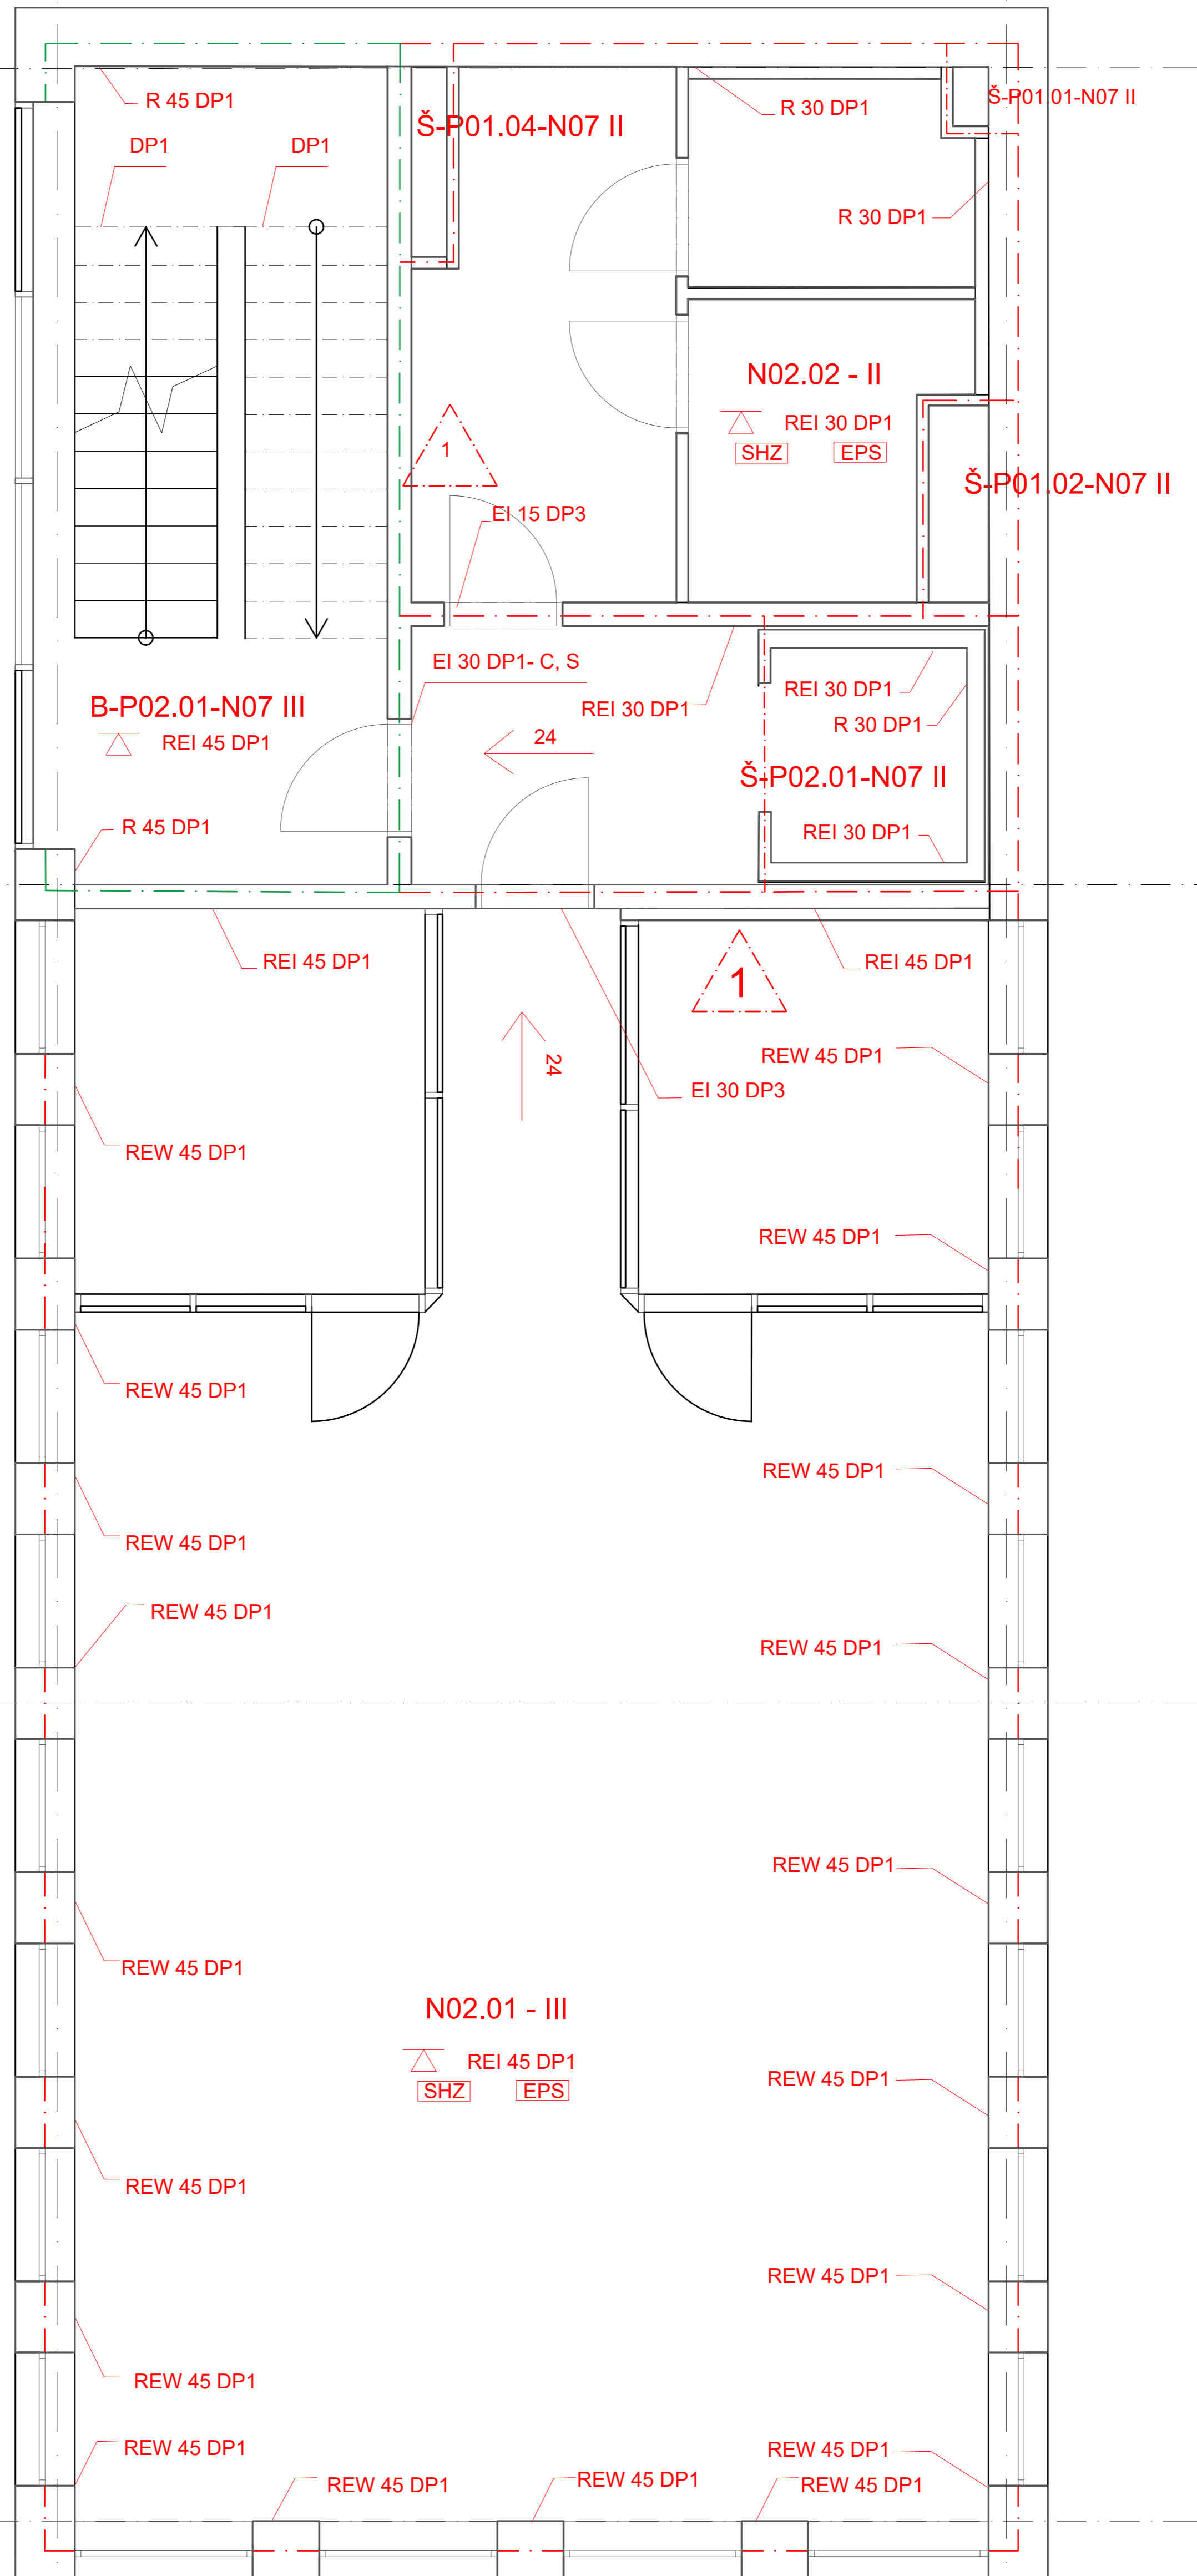 R 45 DP1
DP1
DP1
Š-P01.04-N07 II
R 30 DP1
Š-P01.01-N07 II
R 30 DP1
N02.02 - II
REI 30 DP1
SHZ
EPS
1
Š-P01.02-N07 II
EI 15 DP3
EI 30 DP1- C, S
REI 30 DP1
REI 30 DP1
R 30 DP1
B-P02.01-N07 III
REI 45 DP1
24
Š-P02.01-N07 II
R 45 DP1
REI 30 DP1
REI 45 DP1
REI 45 DP1
1
24
REW 45 DP1
EI 30 DP3
REW 45 DP1
REW 45 DP1
REW 45 DP1
REW 45 DP1
REW 45 DP1
REW 45 DP1
REW 45 DP1
REW 45 DP1
REW 45 DP1
N02.01 - III
REI 45 DP1
SHZ
EPS
REW 45 DP1
REW 45 DP1
REW 45 DP1
REW 45 DP1
REW 45 DP1
REW 45 DP1
REW 45 DP1
REW 45 DP1
REW 45 DP1
REW 45 DP1